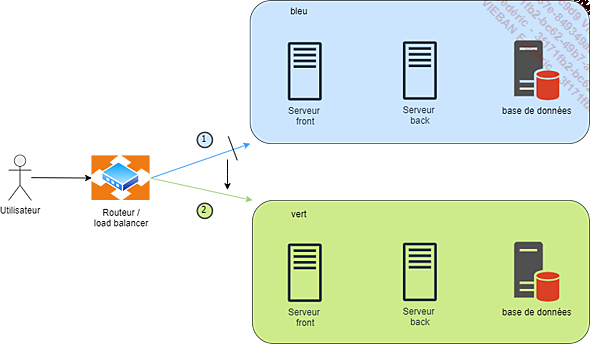 bleu
Serveur
front
Serveur
back
base de données
1
2
Utilisateur
Routeur /
load balancer
vert
Serveur
front
Serveur
back
base de données